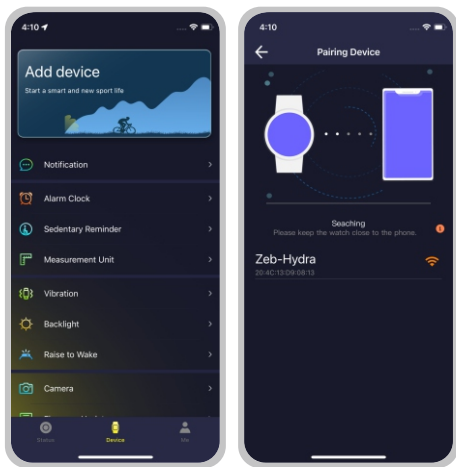 4:10
Add device
Start a smart and new sport life
Notification
Alarm Clock
Sedentary Reminder
Measurement Unit
Vibration
Backlight
Raise to Wake
Camera
Status
Device
Me
4:10
Pairing Device
Seaching
Please keep the watch close to the phone.
Zeb-Hydra
20:4C:13:D9:08:13